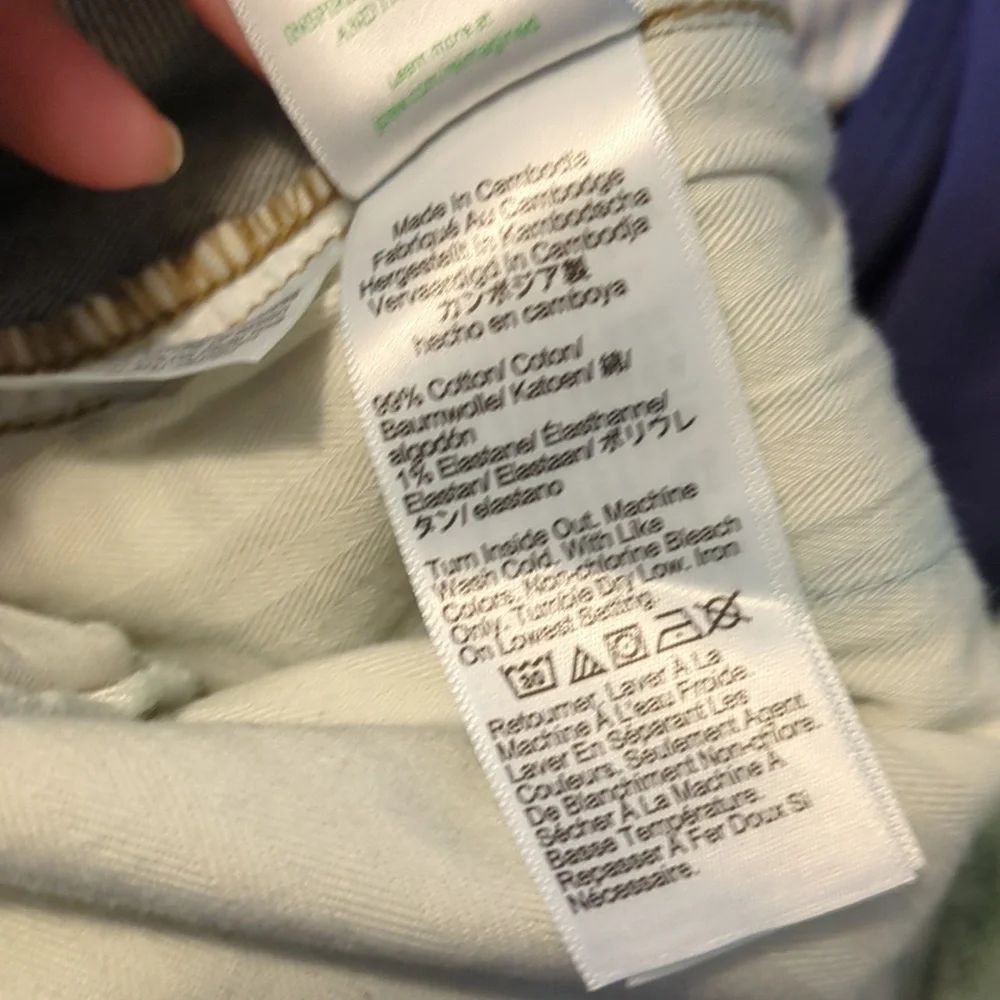 Learn more at
Made In Cambodia
Fabriqué Au Cambodge
Hergestellt In Kambodscha
Vervaardigd In Cambodja
カンボジア製
hecho en camboya
99% Cotton/ Coton/
Baumwolle/ Katoen/ 綿/
algodón
1% Elastane/ Élasthanne/
Elastan/ Elastaan/ ポリウレ
タン/ elastano
Turn Inside Out. Machine
Wash Cold. With Like
Colors. Non-chlorine Bleach
Only. Tumble Dry Low. Iron
On Lowest Setting.
30
Retourner. Laver À La
Machine À L'eau Froide.
Laver En Séparant Les
Couleurs. Seulement Agent
De Blanchiment Non-chlore.
Sécher À La Machine À
Basse Température.
Repasser À Fer Doux Si
Nécessaire.